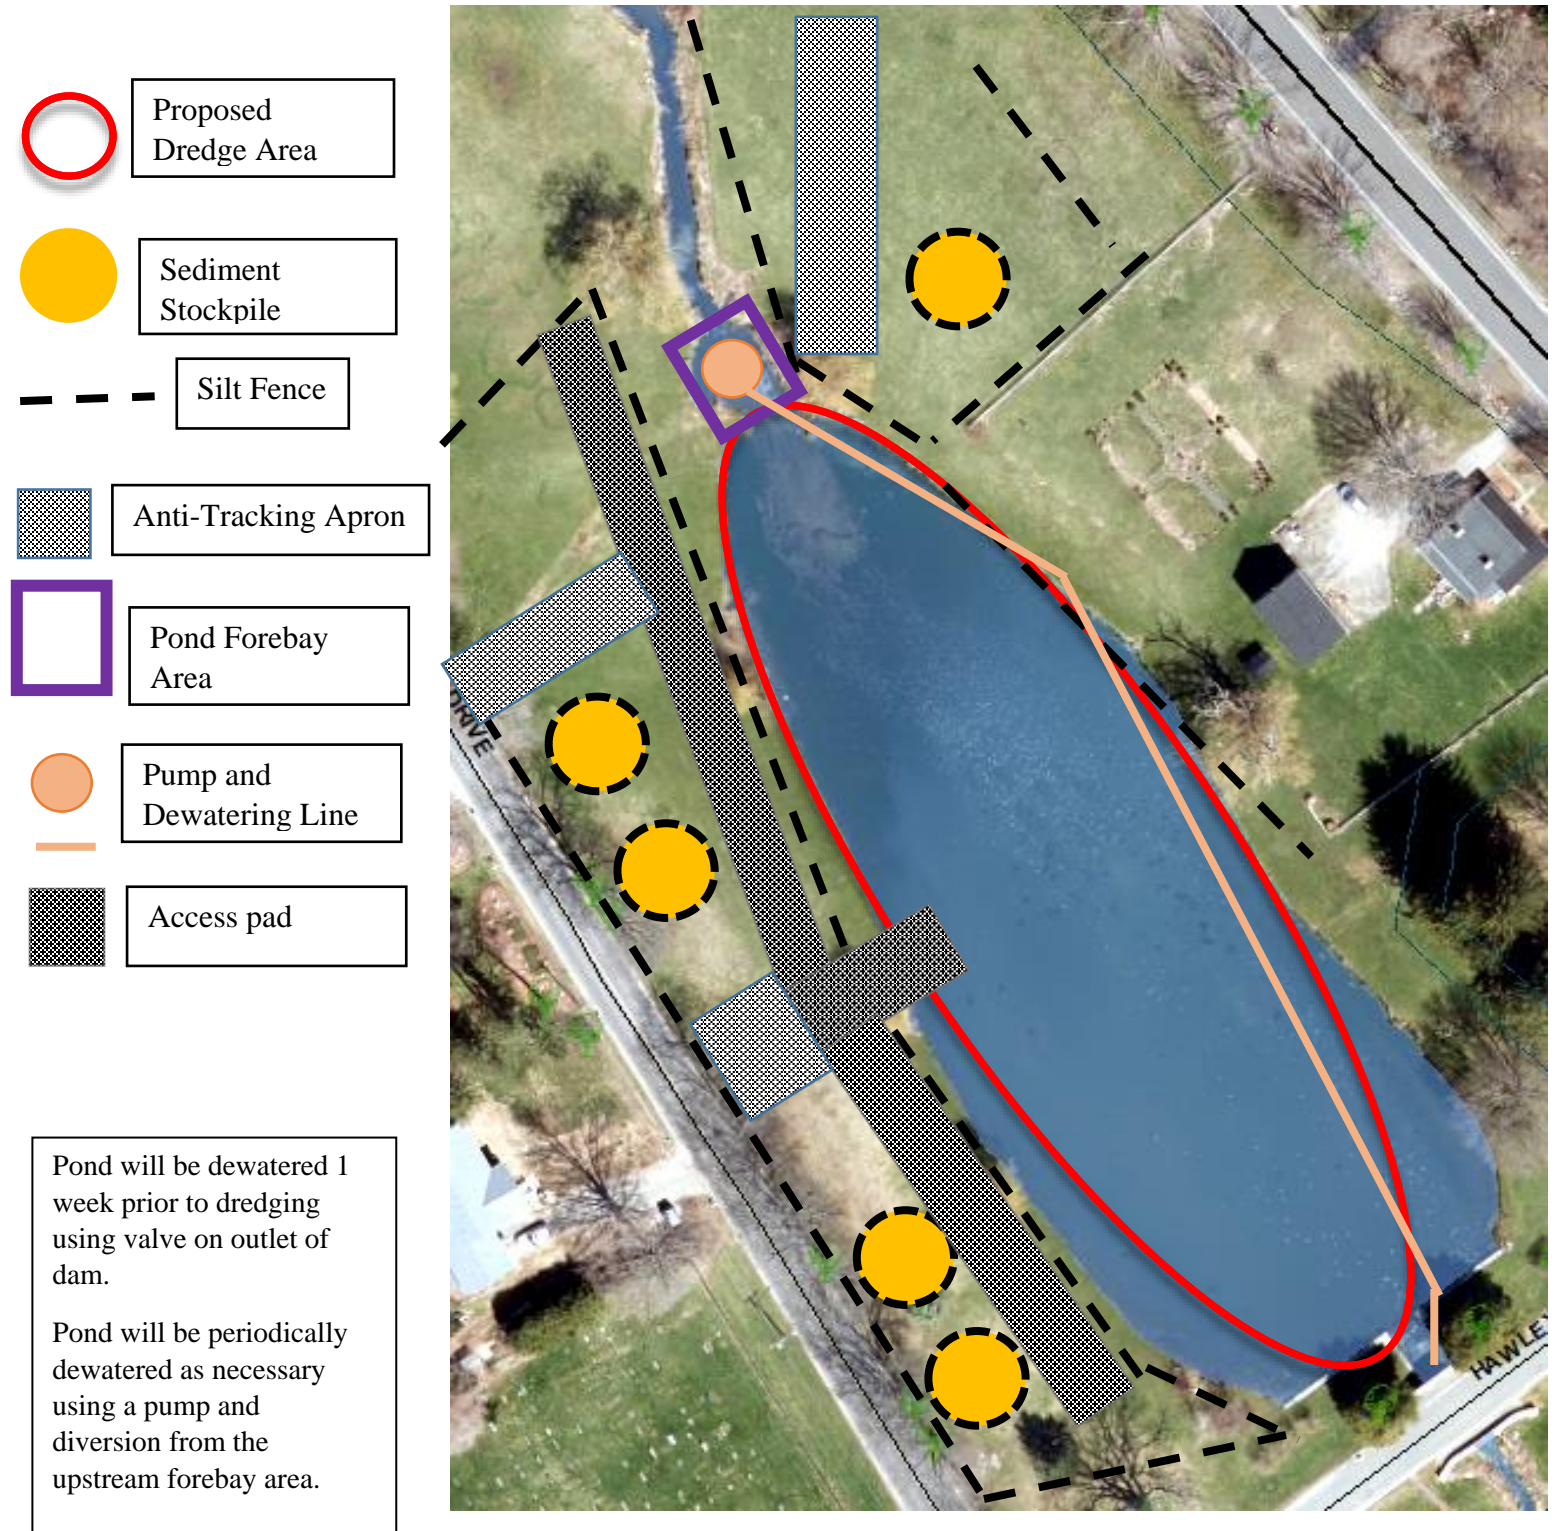 Proposed
Dredge Area
Sediment
Stockpile
Silt Fence
Anti-Tracking Apron
Pond Forebay
Area
Pump and
Dewatering Line
Access pad
Pond will be dewatered 1
week prior to dredging
using valve on outlet of
dam.
Pond will be periodically
dewatered as necessary
using a pump and
diversion from the
upstream forebay area.
DRIVE
HAWLEY